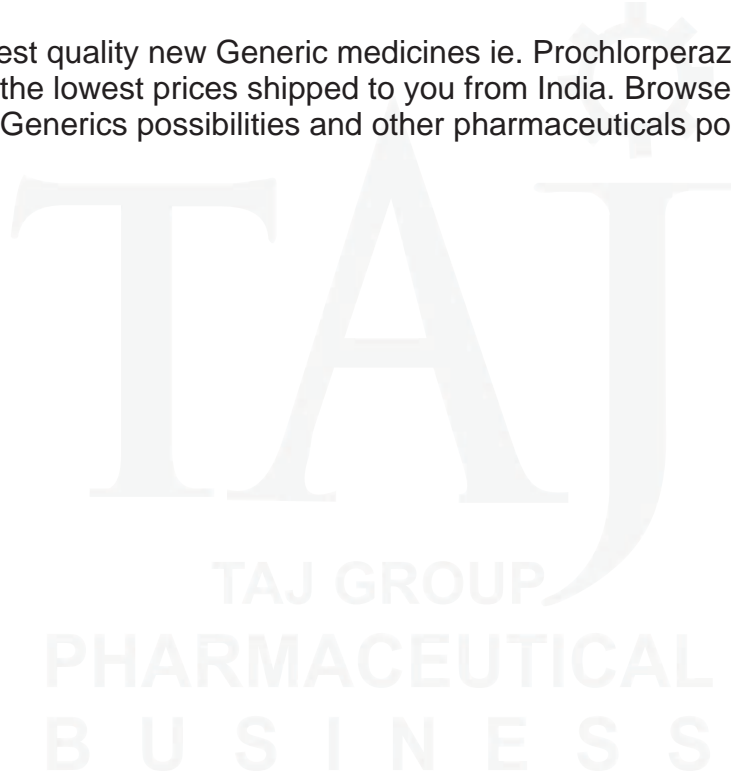 est quality new Generic medicines ie. Prochlorperaz
the lowest prices shipped to you from India. Browse
Generics possibilities and other pharmaceuticals po
TAJ
TAJ GROUP
PHARMACEUTICAL
BUSINESS